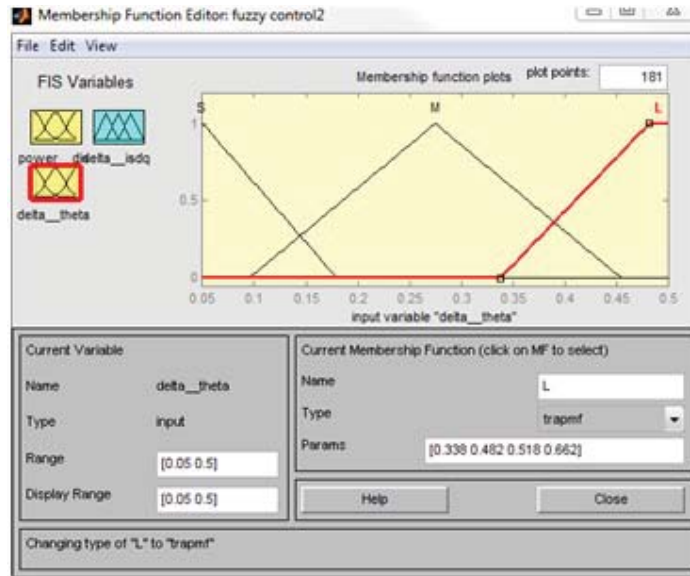 Membership Function Editor: fuzzy control2
File Edit View
FIS Variables
Membership function plots
plot points:
181
S
M
L
1
0.5
0
power__
delta__isdq
delta__theta
0.05 0.1 0.15 0.2 0.25 0.3 0.35 0.4 0.45 0.5
input variable "delta__theta"
Current Variable
Name
delta__theta
Type
input
Range
[0.05 0.5]
Display Range
[0.05 0.5]
Current Membership Function (click on MF to select)
Name
L
Type
trapmf
Params
[0.338 0.482 0.518 0.662]
Help
Close
Changing type of "L" to "trapmf"